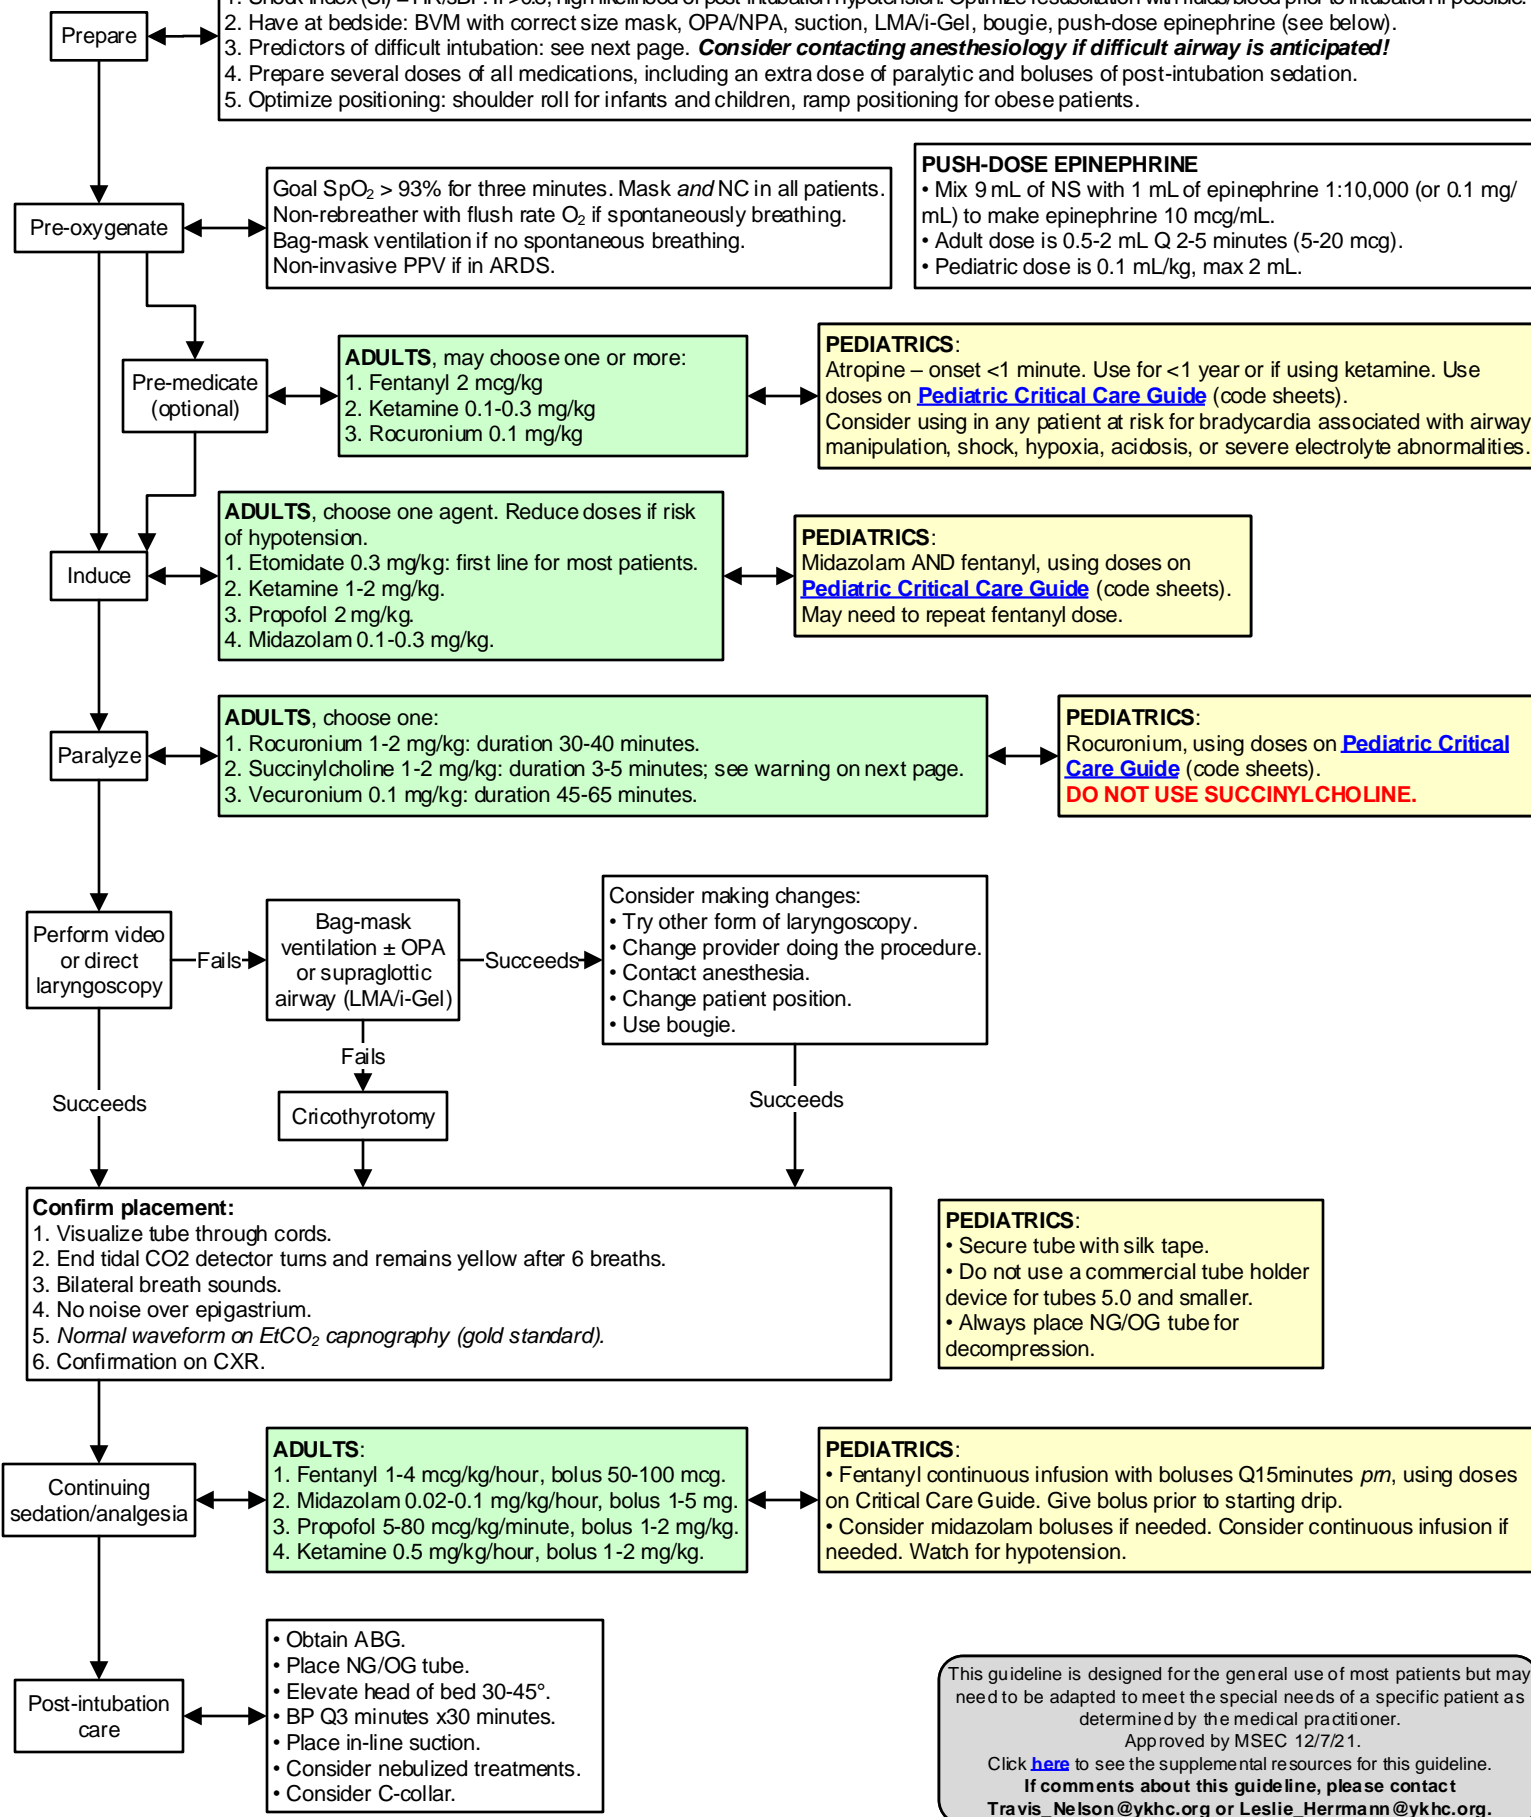 1. Shock Index (SI) = HR/SBP. If >0.8, high likelihood of post-intubation hypotension. Optimize resuscitation with fluids/blood prior to intubation if possible.
Prepare
2. Have at bedside: BVM with correct size mask, OPA/NPA, suction, LMA/i-Gel, bougie, push-dose epinephrine (see below).
3. Predictors of difficult intubation: see next page. Consider contacting anesthesiology if difficult airway is anticipated!
4. Prepare several doses of all medications, including an extra dose of paralytic and boluses of post-intubation sedation.
5. Optimize positioning: shoulder roll for infants and children, ramp positioning for obese patients.
Pre-oxygenate
Goal SpO2 > 93% for three minutes. Mask and NC in all patients.
Non-rebreather with flush rate O2 if spontaneously breathing.
Bag-mask ventilation if no spontaneous breathing.
Non-invasive PPV if in ARDS.
PUSH-DOSE EPINEPHRINE
• Mix 9 mL of NS with 1 mL of epinephrine 1:10,000 (or 0.1 mg/
mL) to make epinephrine 10 mcg/mL.
• Adult dose is 0.5-2 mL Q 2-5 minutes (5-20 mcg).
• Pediatric dose is 0.1 mL/kg, max 2 mL.
Pre-medicate
(optional)
ADULTS, may choose one or more:
1. Fentanyl 2 mcg/kg
2. Ketamine 0.1-0.3 mg/kg
3. Rocuronium 0.1 mg/kg
PEDIATRICS:
Atropine – onset <1 minute. Use for <1 year or if using ketamine. Use
doses on Pediatric Critical Care Guide (code sheets).
Consider using in any patient at risk for bradycardia associated with airway
manipulation, shock, hypoxia, acidosis, or severe electrolyte abnormalities.
Induce
ADULTS, choose one agent. Reduce doses if risk
of hypotension.
1. Etomidate 0.3 mg/kg: first line for most patients.
2. Ketamine 1-2 mg/kg.
3. Propofol 2 mg/kg.
4. Midazolam 0.1-0.3 mg/kg.
PEDIATRICS:
Midazolam AND fentanyl, using doses on
Pediatric Critical Care Guide (code sheets).
May need to repeat fentanyl dose.
Paralyze
ADULTS, choose one:
1. Rocuronium 1-2 mg/kg: duration 30-40 minutes.
2. Succinylcholine 1-2 mg/kg: duration 3-5 minutes; see warning on next page.
3. Vecuronium 0.1 mg/kg: duration 45-65 minutes.
PEDIATRICS:
Rocuronium, using doses on Pediatric Critical
Care Guide (code sheets).
DO NOT USE SUCCINYLCHOLINE.
Perform video
or direct
laryngoscopy
Fails
Bag-mask
ventilation ± OPA
or supraglottic
airway (LMA/i-Gel)
Succeeds
Consider making changes:
• Try other form of laryngoscopy.
• Change provider doing the procedure.
• Contact anesthesia.
• Change patient position.
• Use bougie.
Fails
Succeeds
Cricothyrotomy
Succeeds
Confirm placement:
1. Visualize tube through cords.
2. End tidal CO2 detector turns and remains yellow after 6 breaths.
3. Bilateral breath sounds.
4. No noise over epigastrium.
5. Normal waveform on EtCO2 capnography (gold standard).
6. Confirmation on CXR.
PEDIATRICS:
• Secure tube with silk tape.
• Do not use a commercial tube holder
device for tubes 5.0 and smaller.
• Always place NG/OG tube for
decompression.
Continuing
sedation/analgesia
ADULTS:
1. Fentanyl 1-4 mcg/kg/hour, bolus 50-100 mcg.
2. Midazolam 0.02-0.1 mg/kg/hour, bolus 1-5 mg.
3. Propofol 5-80 mcg/kg/minute, bolus 1-2 mg/kg.
4. Ketamine 0.5 mg/kg/hour, bolus 1-2 mg/kg.
PEDIATRICS:
• Fentanyl continuous infusion with boluses Q15minutes prn, using doses
on Critical Care Guide. Give bolus prior to starting drip.
• Consider midazolam boluses if needed. Consider continuous infusion if
needed. Watch for hypotension.
Post-intubation
care
• Obtain ABG.
• Place NG/OG tube.
• Elevate head of bed 30-45°.
• BP Q3 minutes x30 minutes.
• Place in-line suction.
• Consider nebulized treatments.
• Consider C-collar.
This guideline is designed for the general use of most patients but may
need to be adapted to meet the special needs of a specific patient as
determined by the medical practitioner.
Approved by MSEC 12/7/21.
Click here to see the supplemental resources for this guideline.
If comments about this guideline, please contact
Travis_Nelson@ykhc.org or Leslie_Herrmann@ykhc.org.